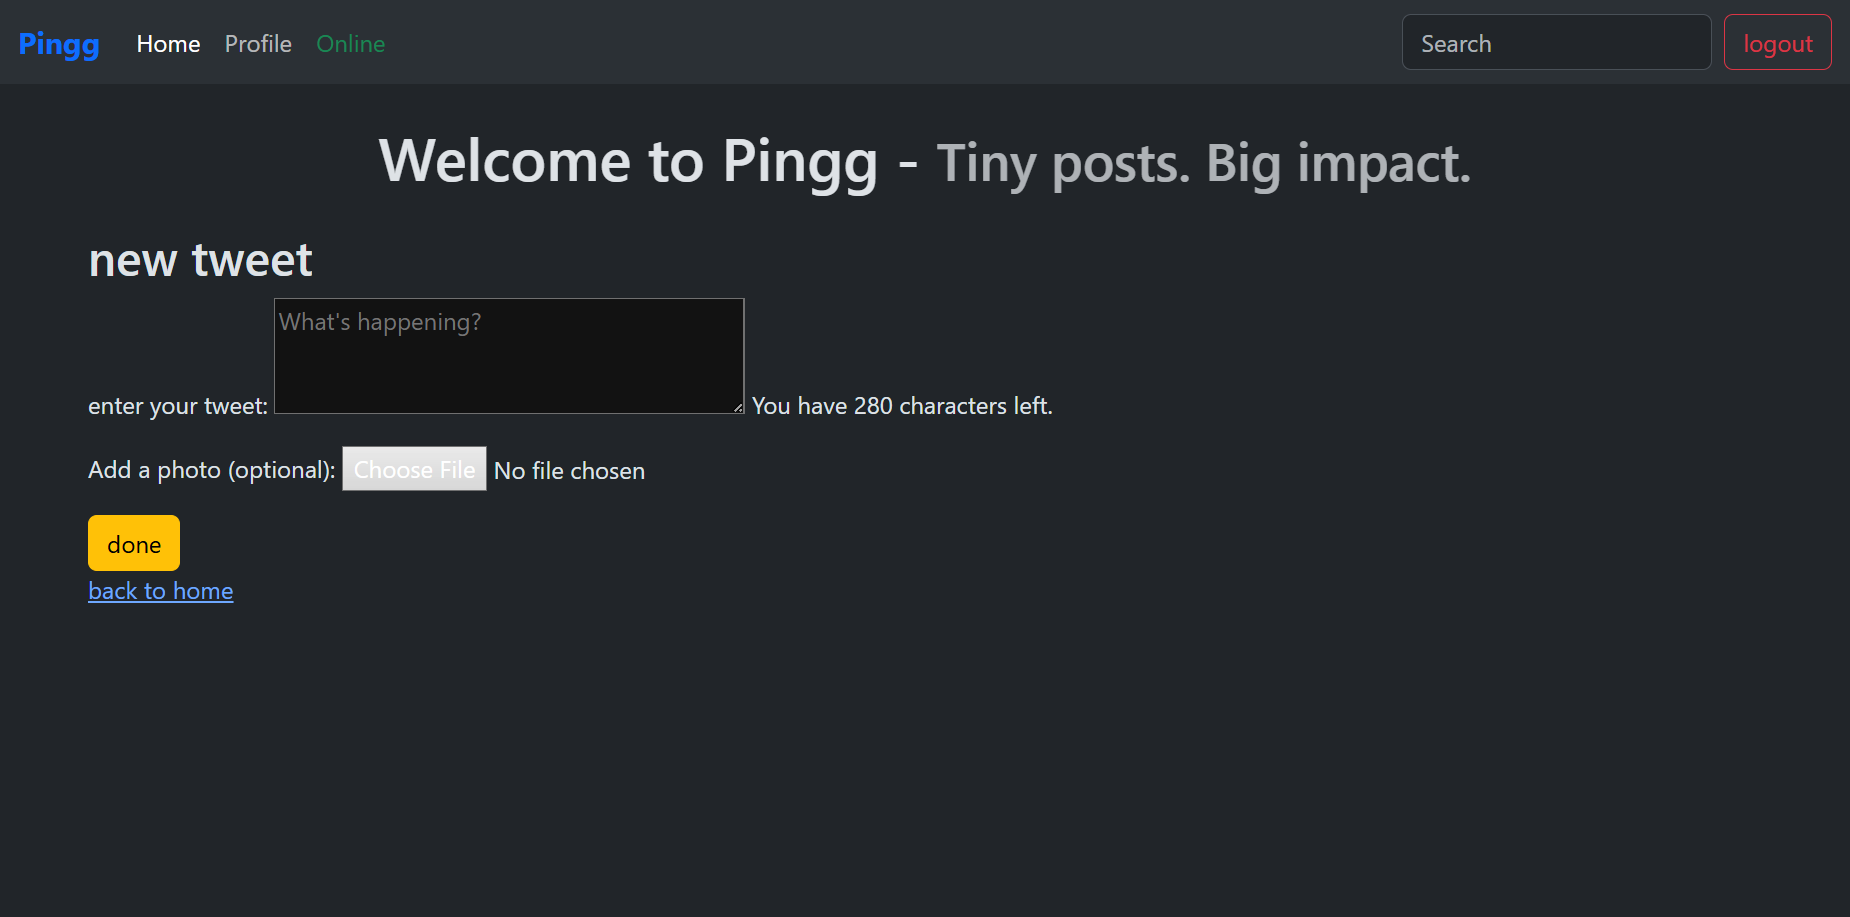 Pingg Home Profile Online Search logout
Welcome to Pingg - Tiny posts. Big impact.
new tweet
What's happening?
enter your tweet: You have 280 characters left.
Add a photo (optional): Choose File No file chosen
done
back to home